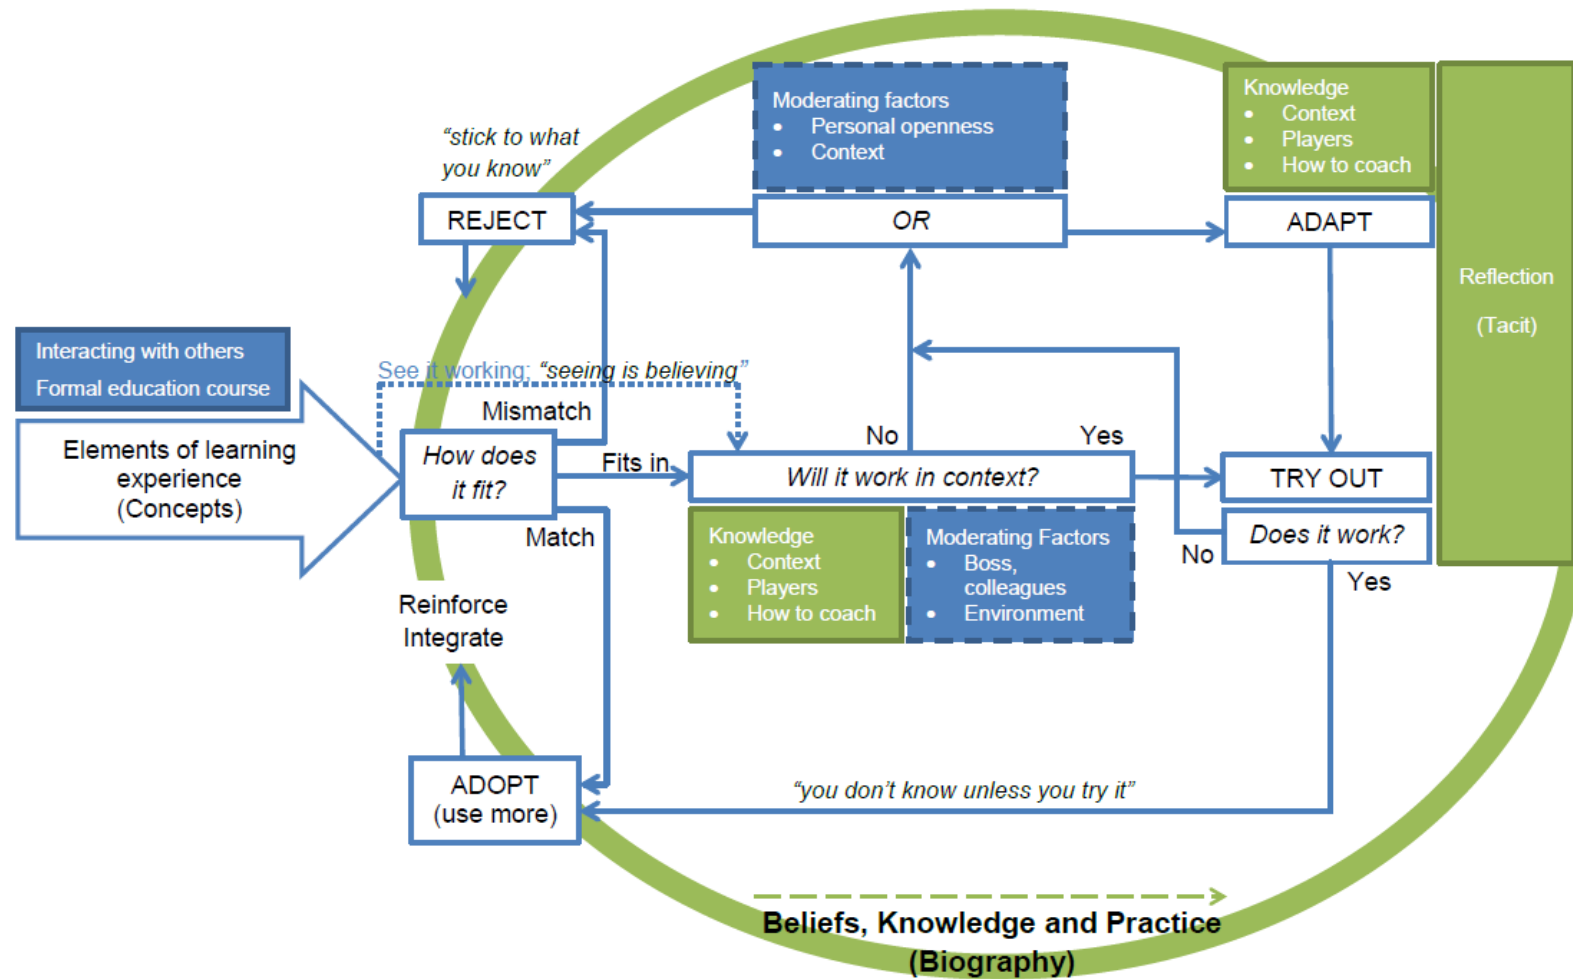 Moderating factors
• Personal openness
• Context
OR
Knowledge
• Context
• Players
• How to coach
ADAPT
Reflection
(Tacit)
“stick to what
you know”
REJECT
Interacting with others
Formal education course
Elements of learning
experience
(Concepts)
See it working; “seeing is believing”
Mismatch
How does
it fit?
Fits in
Match
No
Yes
Will it work in context?
Knowledge
• Context
• Players
• How to coach
Moderating Factors
• Boss,
colleagues
• Environment
TRY OUT
Does it work?
No
Yes
Reinforce
Integrate
ADOPT
(use more)
“you don’t know unless you try it”
Beliefs, Knowledge and Practice
(Biography)